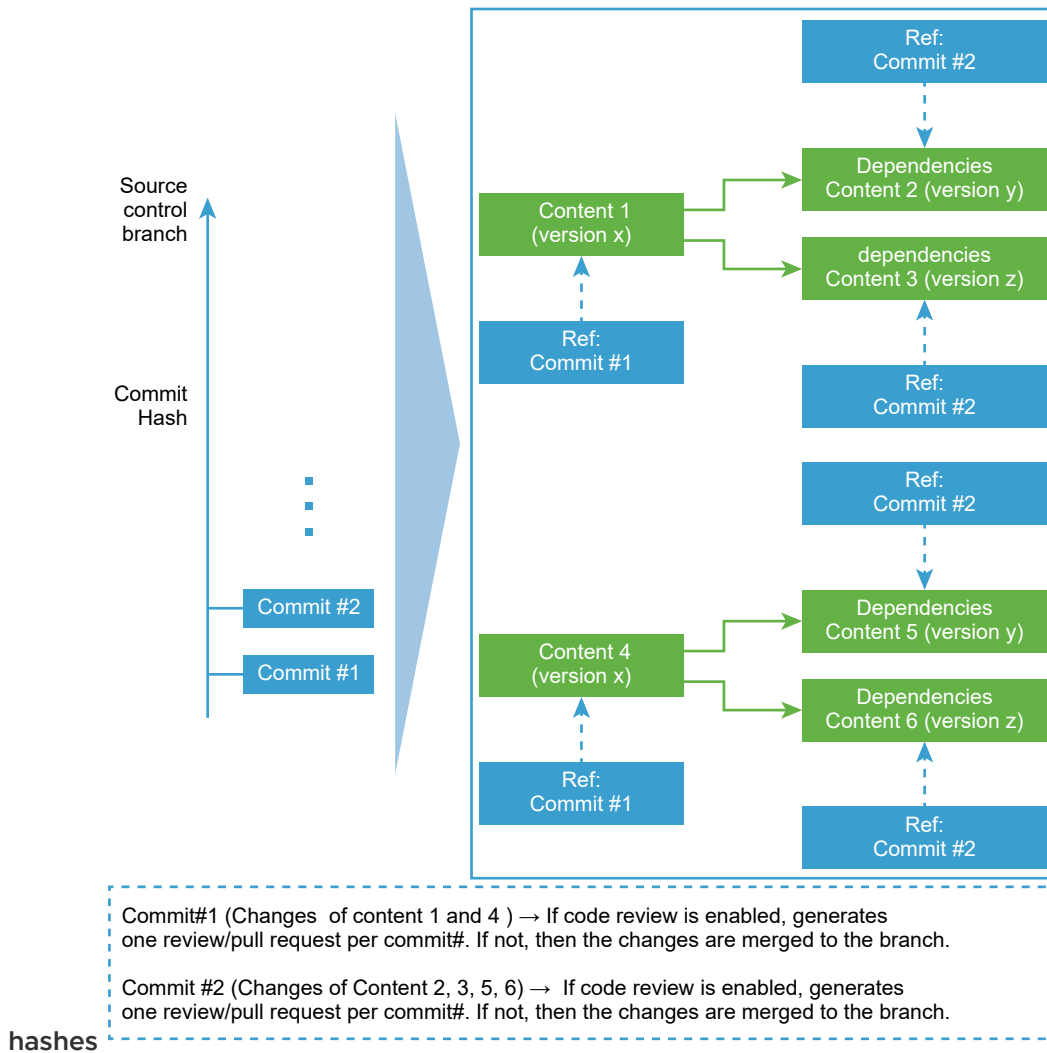 Source
control
branch
Commit
Hash
Commit #2
Commit #1
Ref:
Commit #2
Dependencies
Content 2 (version y)
Content 1
(version x)
dependencies
Content 3 (version z)
Ref:
Commit #1
Ref:
Commit #2
Ref:
Commit #2
Dependencies
Content 5 (version y)
Content 4
(version x)
Dependencies
Content 6 (version z)
Ref:
Commit #1
Ref:
Commit #2
Commit#1 (Changes of content 1 and 4 ) → If code review is enabled, generates
one review/pull request per commit#. If not, then the changes are merged to the branch.
Commit #2 (Changes of Content 2, 3, 5, 6) → If code review is enabled, generates
one review/pull request per commit#. If not, then the changes are merged to the branch.
hashes